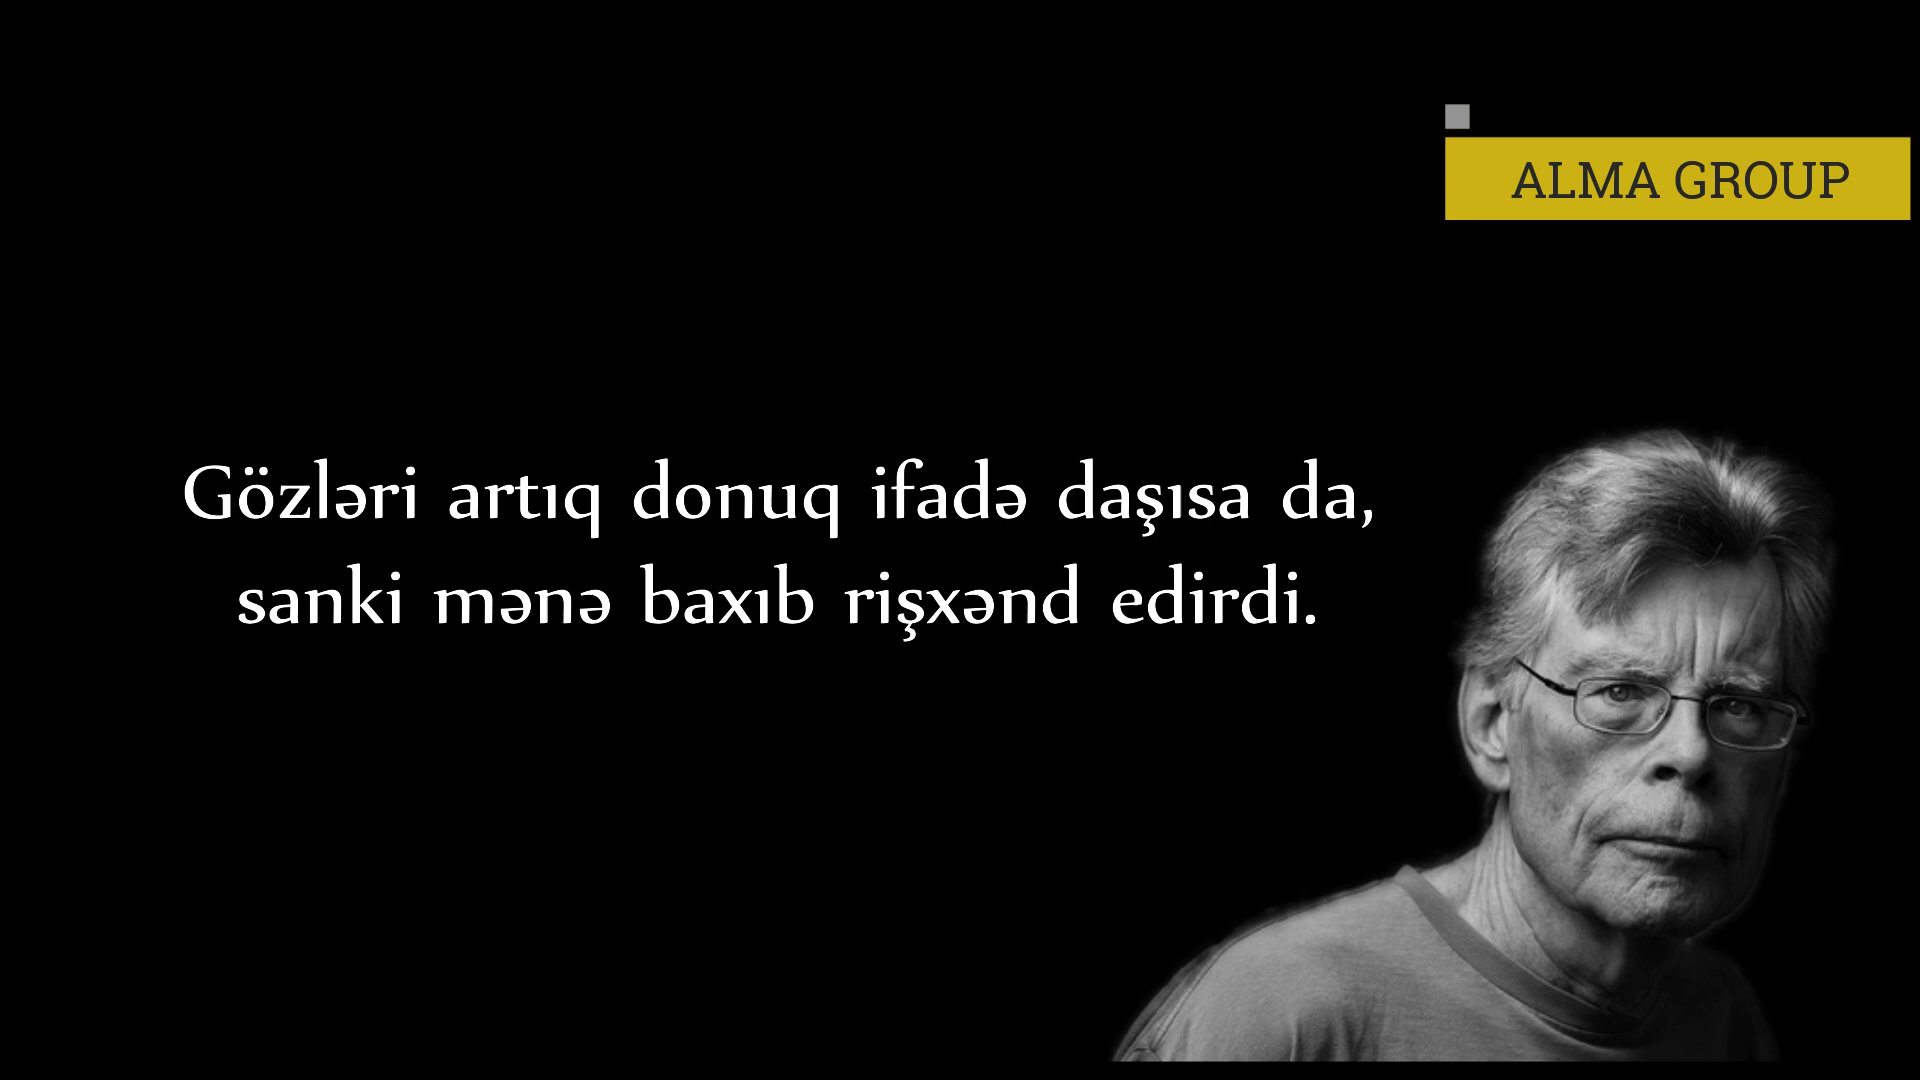 ALMA GROUP
Gözləri artıq donuq ifadə daşısa da,
sanki mənə baxıb rişxənd edirdi.